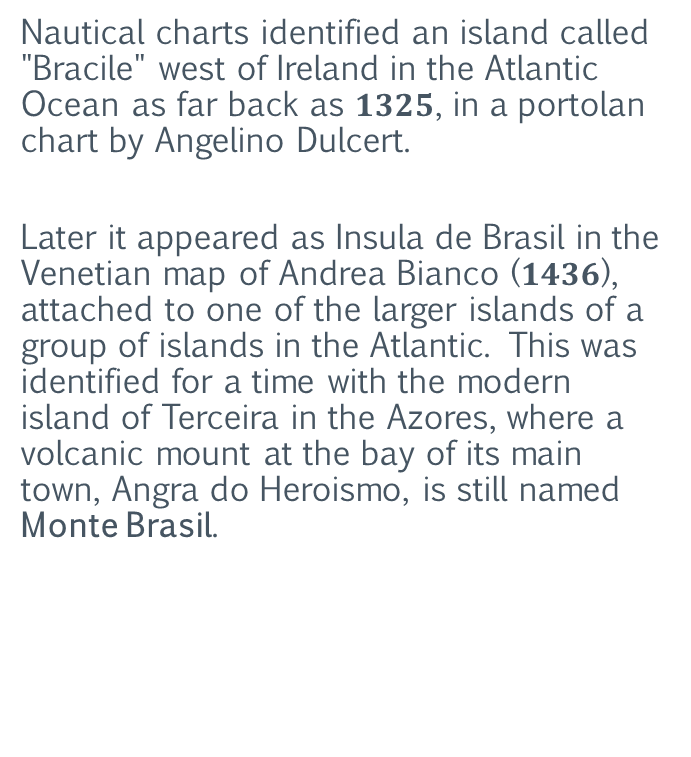 Nautical charts identified an island called
"Bracile" west of Ireland in the Atlantic
Ocean as far back as 1325, in a portolan
chart by Angelino Dulcert.
Later it appeared as Insula de Brasil in the
Venetian map of Andrea Bianco (1436),
attached to one of the larger islands of a
group of islands in the Atlantic. This was
identified for a time with the modern
island of Terceira in the Azores, where a
volcanic mount at the bay of its main
town, Angra do Heroismo, is still named
Monte Brasil.